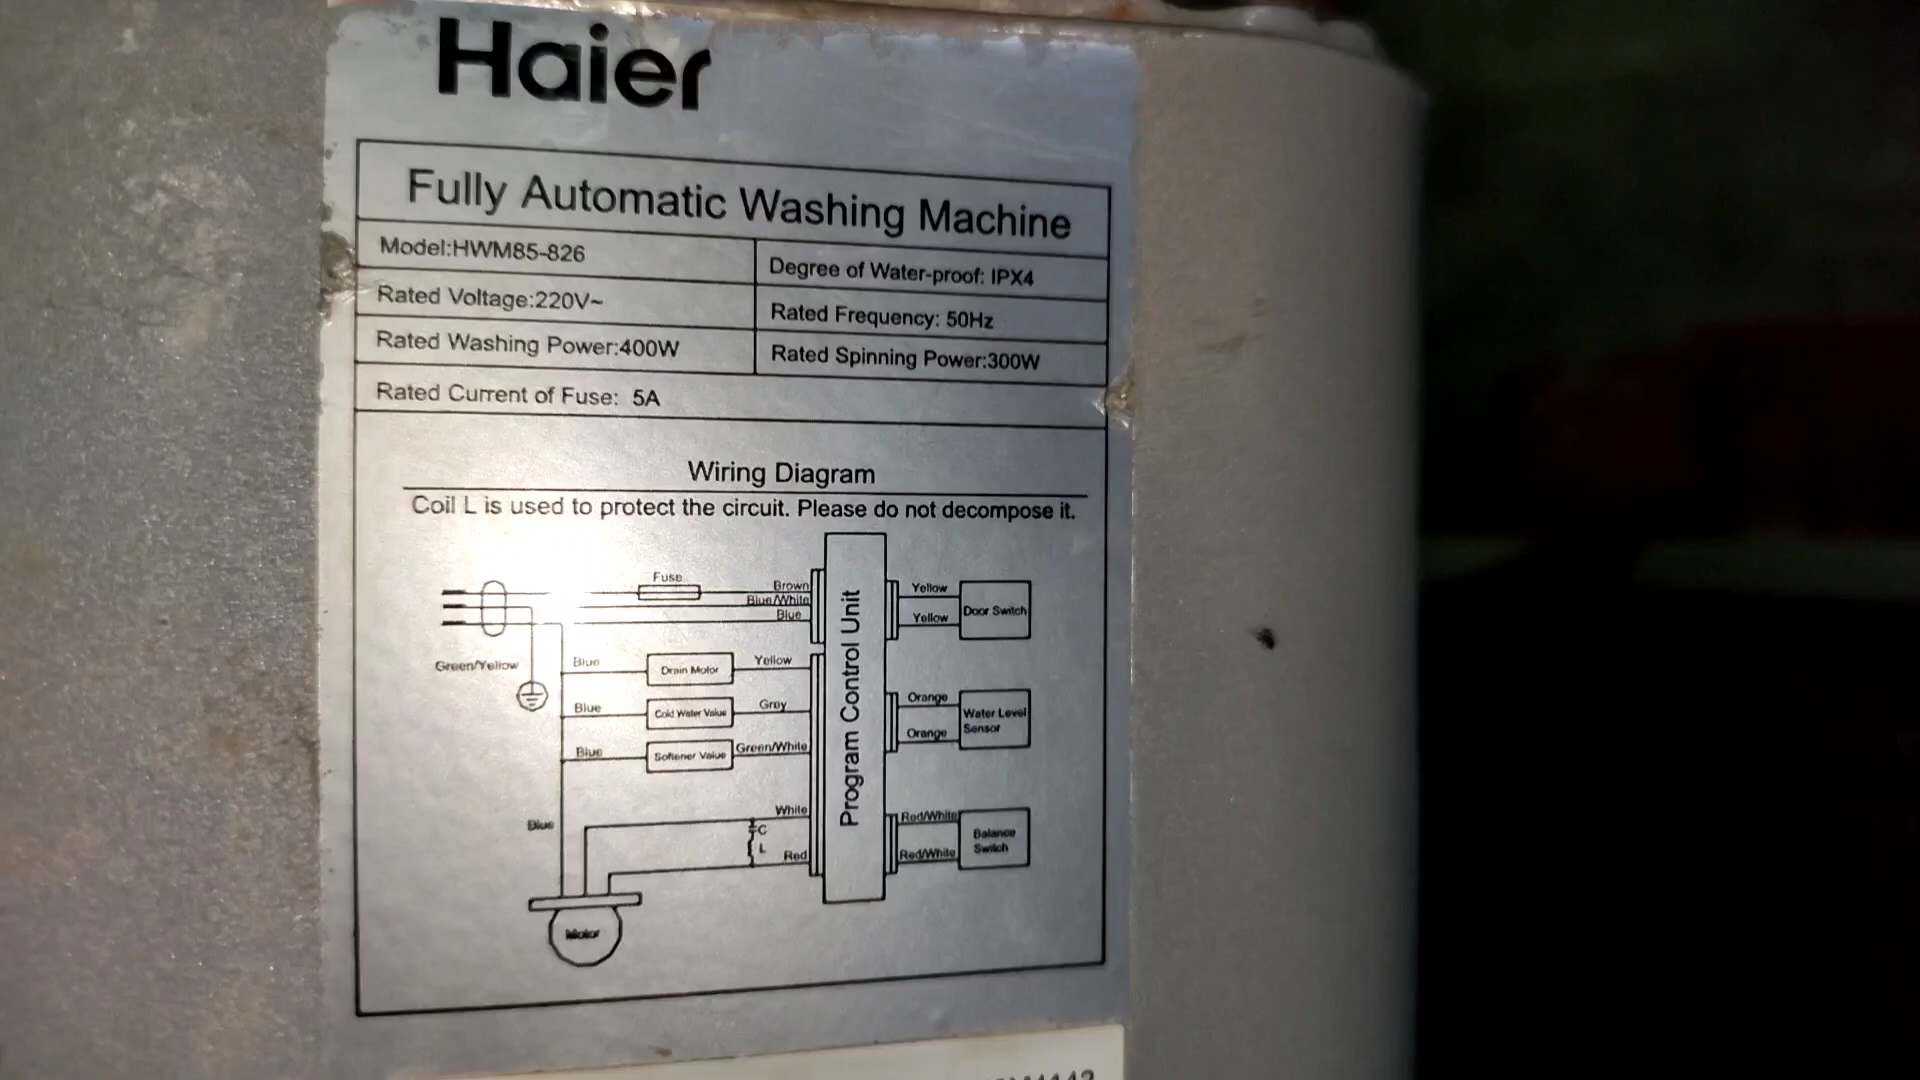 Haier
Fully Automatic Washing Machine
Model:HWM85-826
Degree of Water-proof: IPX4
Rated Voltage:220V~
Rated Frequency: 50Hz
Rated Washing Power:400W
Rated Spinning Power:300W
Rated Current of Fuse: 5A
Wiring Diagram
Coil L is used to protect the circuit. Please do not decompose it.
Fuse
Brown
Blue/White
Blue
Yellow
Yellow
Door Switch
Green/Yellow
Blue
Drain Motor
Yellow
Blue
Cold Water Value
Grey
Blue
Softener Value
Green/White
Program Control Unit
Orange
Orange
Water Level
Sensor
Blue
White
C
L
Red
Red/White
Red/White
Balance
Switch
Motor